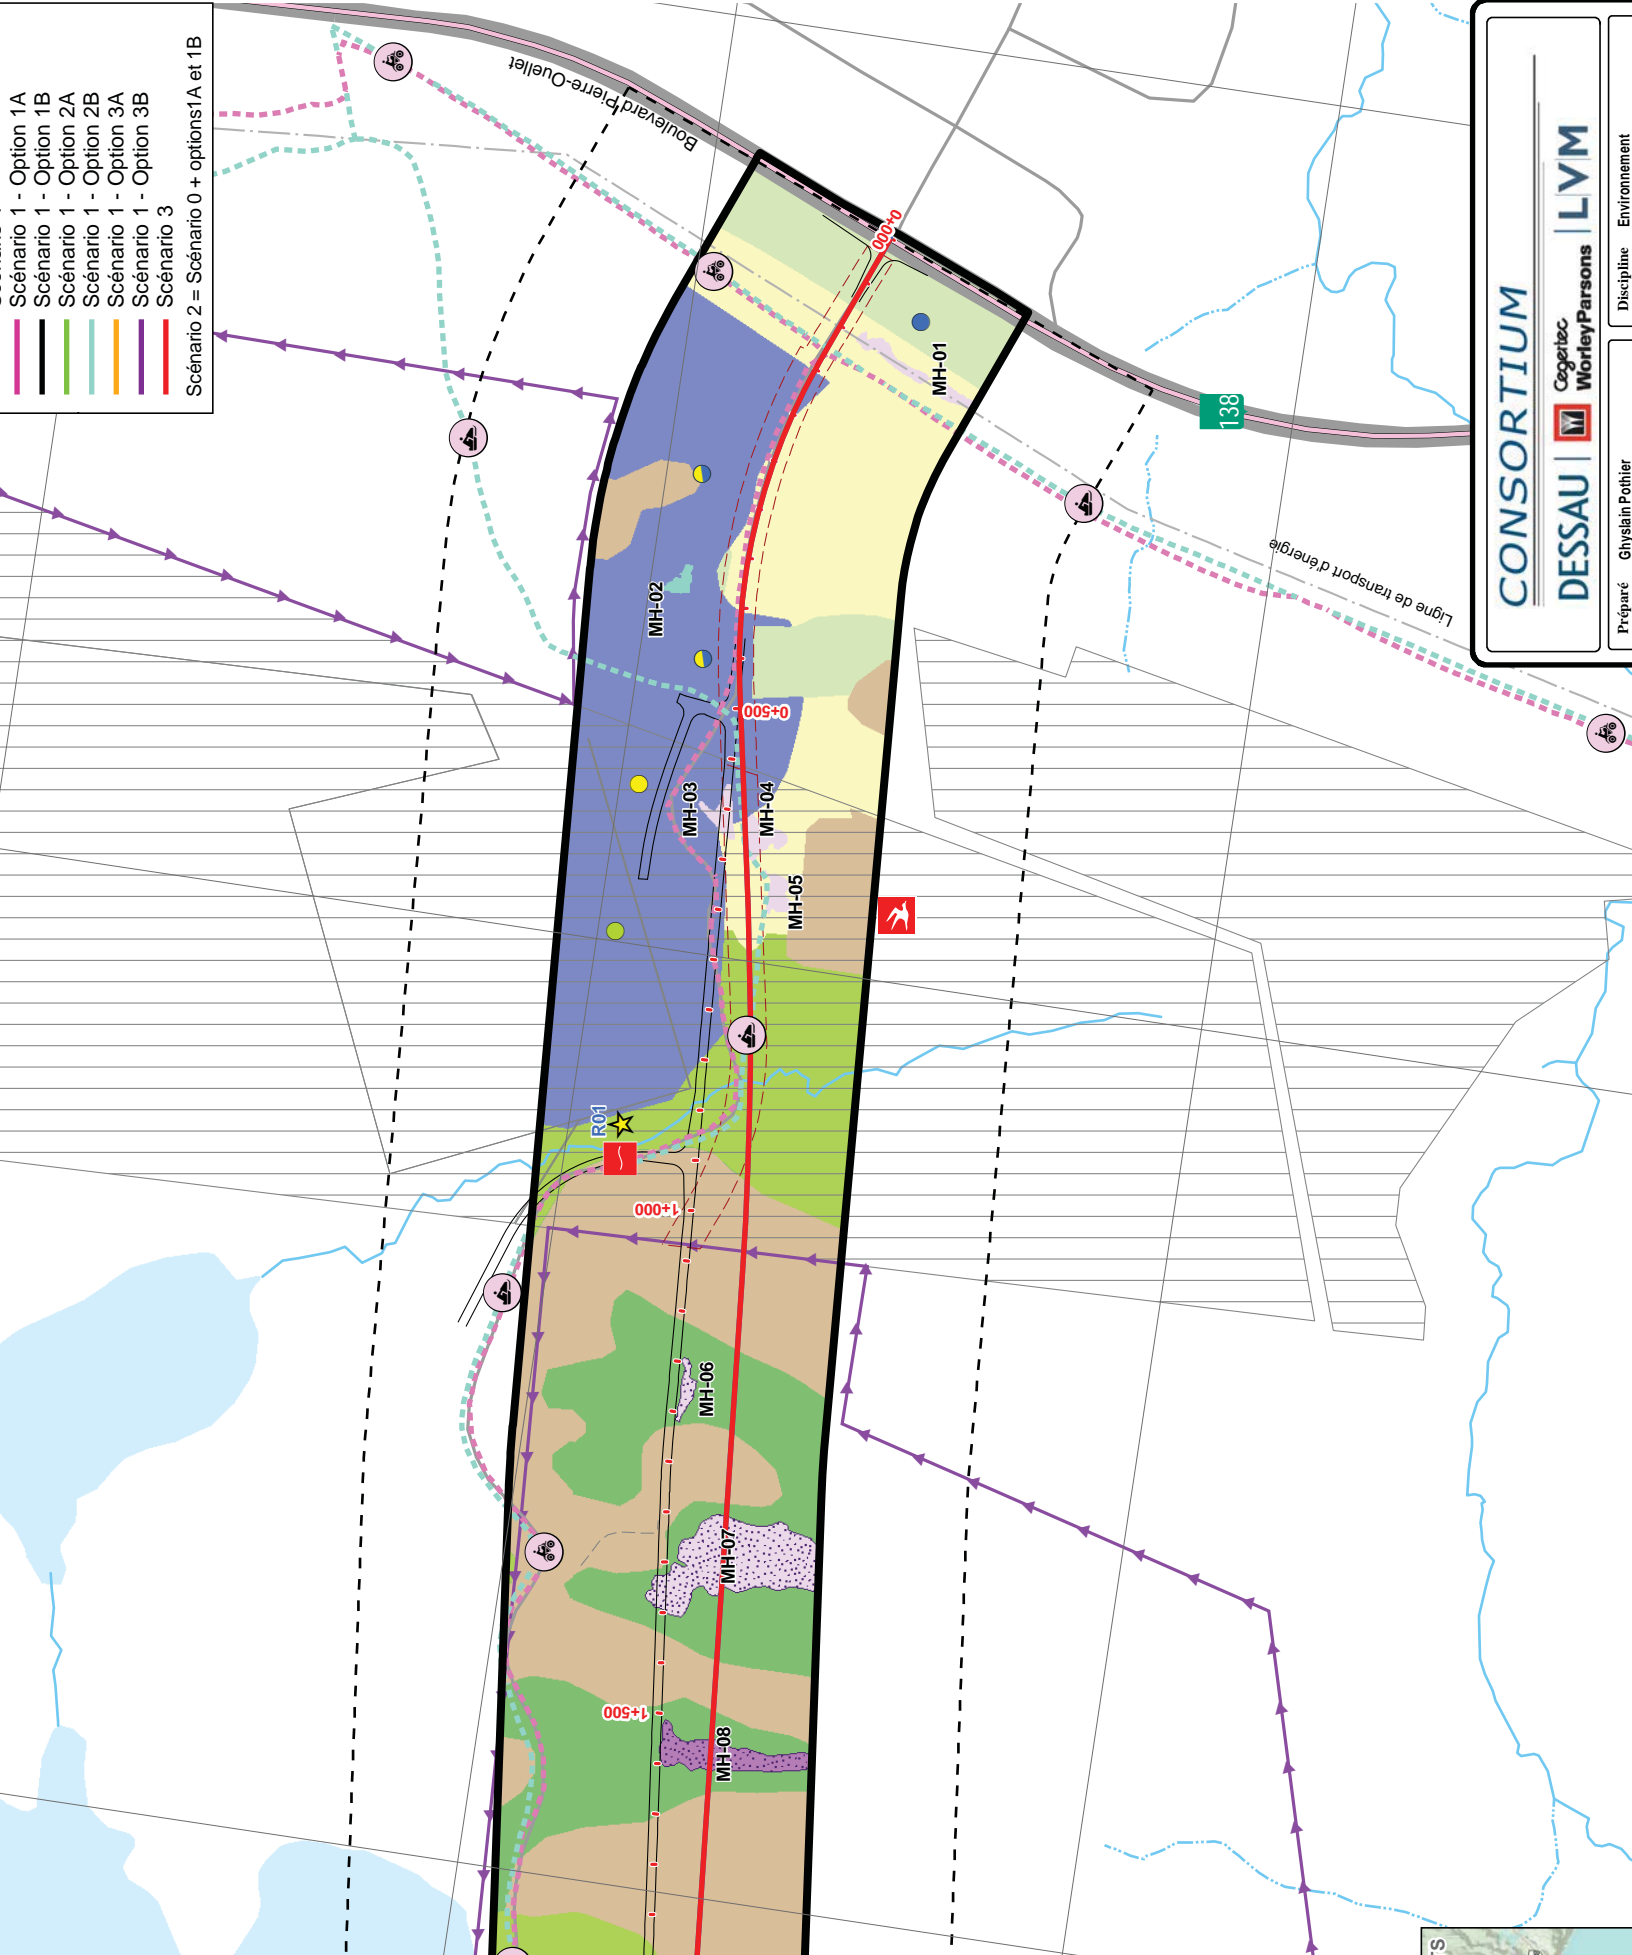 Scénario 1 - Option 1A
Scénario 1 - Option 1B
Scénario 1 - Option 2A
Scénario 1 - Option 2B
Scénario 1 - Option 3A
Scénario 1 - Option 3B
Scénario 3
Scénario 2 = Scénario 0 + options1A et 1B
Boulevard Pierre-Ouellet
0+000
MH-01
138
MH-02
0+500
MH-03
MH-04
MH-05
Ligne de transport d'énergie
R01
1+000
MH-06
MH-07
1+500
MH-08
CONSORTIUM
DESSAU
Cegertec
WorleyParsons
LVM
Préparé Ghyslain Pothier
Discipline Environnement